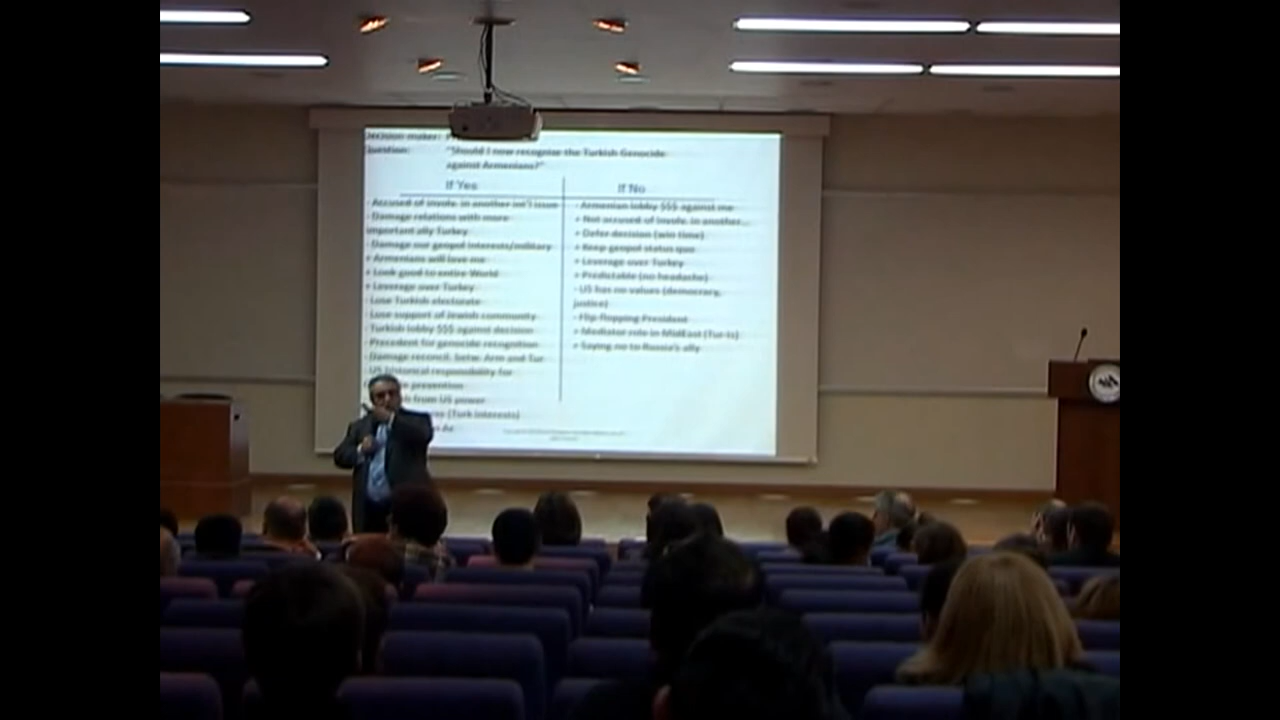 Decision maker:
Question: "Should I now recognize the Turkish Genocide
against Armenians?"
If Yes
- Accused of involv. in another int'l issue
- Damage relations with more
important ally Turkey
- Damage our geopol interests/military
+ Armenians will love me
+ Look good to entire World
+ Leverage over Turkey
- Lose Turkish electorate
- Lose support of Jewish community
- Turkish lobby $$$ against decision
- Precedent for genocide recognition
- Damage reconcil. betw. Arm and Tur
- US historical responsibility for
prevention
from US power
(Turk interests)
If No
- Armenian lobby $$$ against me
+ Not accused of involv. in another...
+ Defer decision (win time)
+ Keep geopol status quo
+ Leverage over Turkey
+ Predictable (no headache)
- US has no values (democracy,
justice)
- Flip flopping President
+ Mediator role in MidEast (Tur-Is)
+ Saying no to Russia's ally